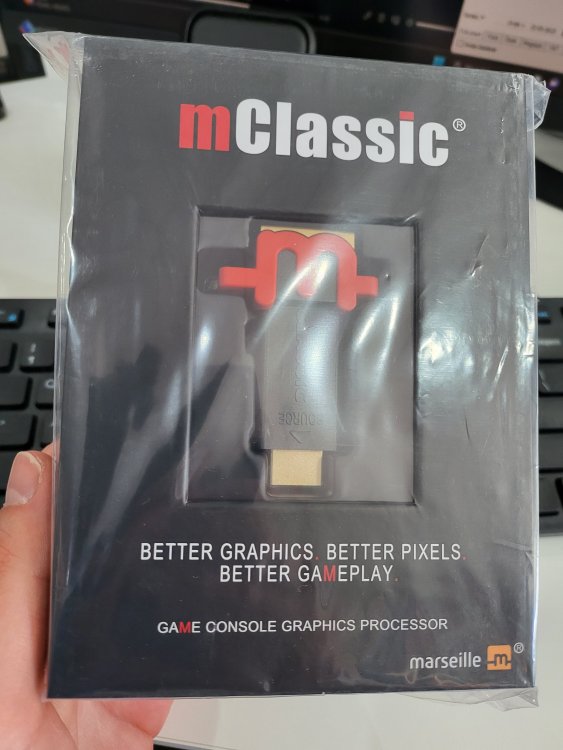 mClassic®
SOURCE
BETTER GRAPHICS. BETTER PIXELS.
BETTER GAMEPLAY.
GAME CONSOLE GRAPHICS PROCESSOR
marseille m®